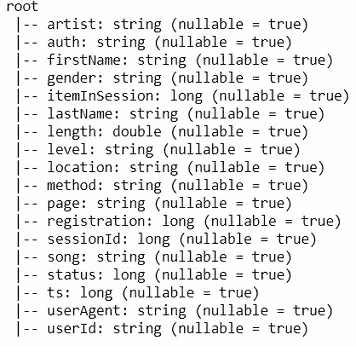 root
 |-- artist: string (nullable = true)
 |-- auth: string (nullable = true)
 |-- firstName: string (nullable = true)
 |-- gender: string (nullable = true)
 |-- itemInSession: long (nullable = true)
 |-- lastName: string (nullable = true)
 |-- length: double (nullable = true)
 |-- level: string (nullable = true)
 |-- location: string (nullable = true)
 |-- method: string (nullable = true)
 |-- page: string (nullable = true)
 |-- registration: long (nullable = true)
 |-- sessionId: long (nullable = true)
 |-- song: string (nullable = true)
 |-- status: long (nullable = true)
 |-- ts: long (nullable = true)
 |-- userAgent: string (nullable = true)
 |-- userId: string (nullable = true)